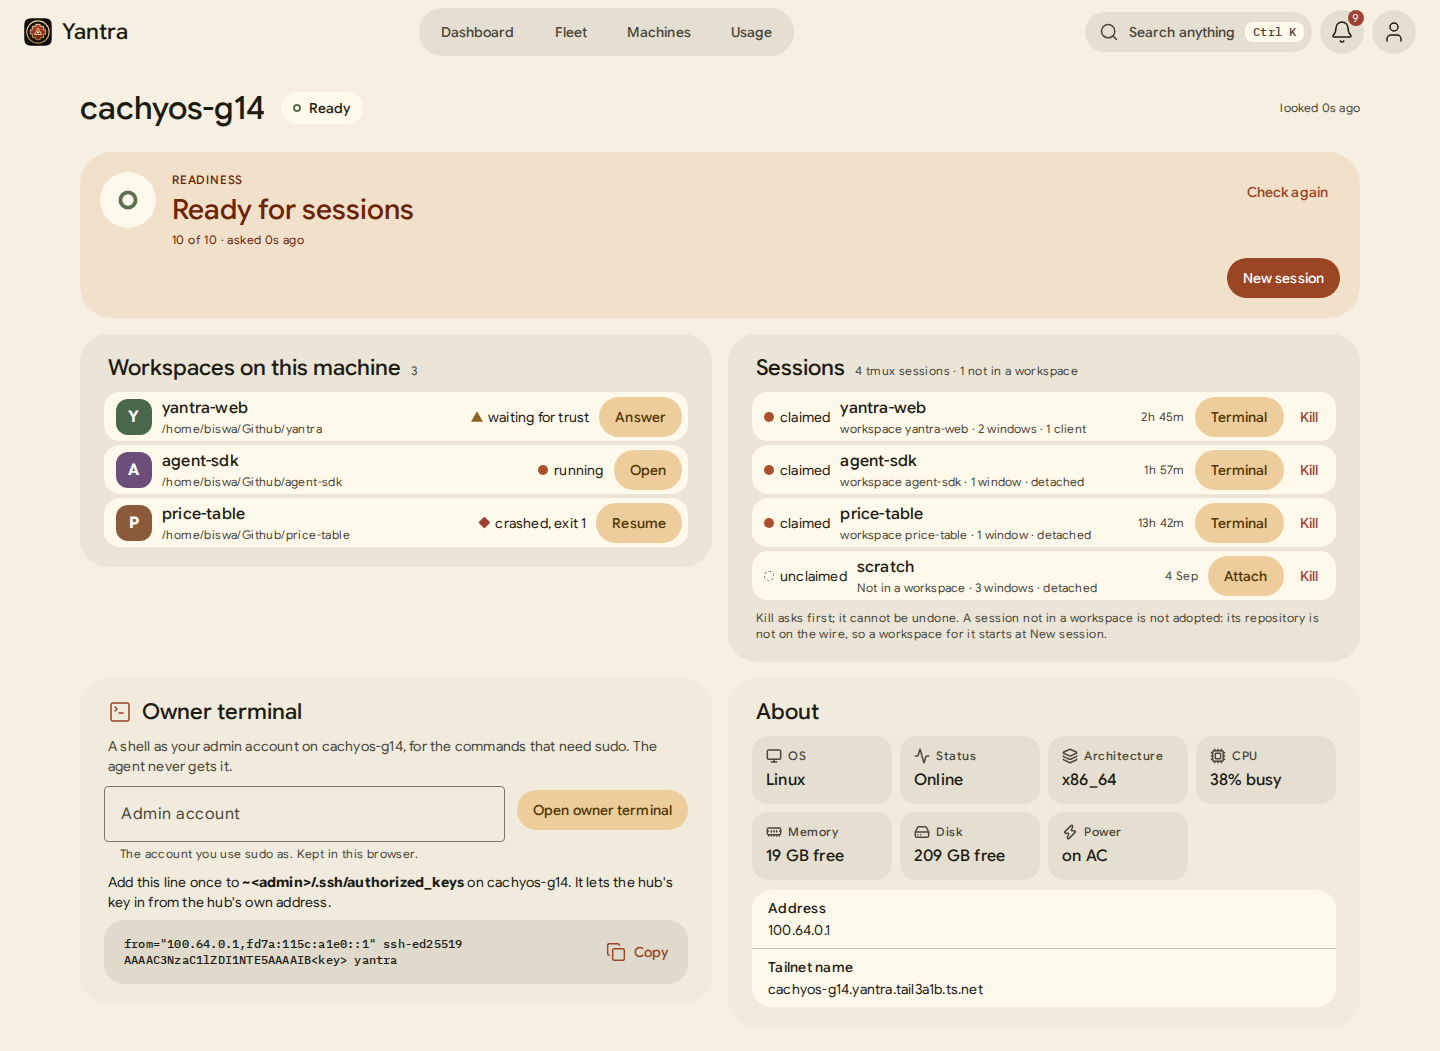 Yantra
Dashboard Fleet Machines Usage
Search anything Ctrl K
9
cachyos-g14 Ready
looked 0s ago
READINESS
Ready for sessions
10 of 10 · asked 0s ago
Check again
New session
Workspaces on this machine 3
Y yantra-web waiting for trust Answer
/home/biswa/Github/yantra
A agent-sdk running Open
/home/biswa/Github/agent-sdk
P price-table crashed, exit 1 Resume
/home/biswa/Github/price-table
Sessions 4 tmux sessions · 1 not in a workspace
claimed yantra-web 2h 45m Terminal Kill
workspace yantra-web · 2 windows · 1 client
claimed agent-sdk 1h 57m Terminal Kill
workspace agent-sdk · 1 window · detached
claimed price-table 13h 42m Terminal Kill
workspace price-table · 1 window · detached
unclaimed scratch 4 Sep Attach Kill
Not in a workspace · 3 windows · detached
Kill asks first; it cannot be undone. A session not in a workspace is not adopted: its repository is
not on the wire, so a workspace for it starts at New session.
Owner terminal
A shell as your admin account on cachyos-g14, for the commands that need sudo. The
agent never gets it.
Admin account
Open owner terminal
The account you use sudo as. Kept in this browser.
Add this line once to ~<admin>/.ssh/authorized_keys on cachyos-g14. It lets the hub's
key in from the hub's own address.
from="100.64.0.1,fd7a:115c:a1e0::1" ssh-ed25519
AAAAC3NzaC1lZDI1NTE5AAAAIB<key> yantra
Copy
About
OS Status Architecture CPU
Linux Online x86_64 38% busy
Memory Disk Power
19 GB free 209 GB free on AC
Address
100.64.0.1
Tailnet name
cachyos-g14.yantra.tail3a1b.ts.net